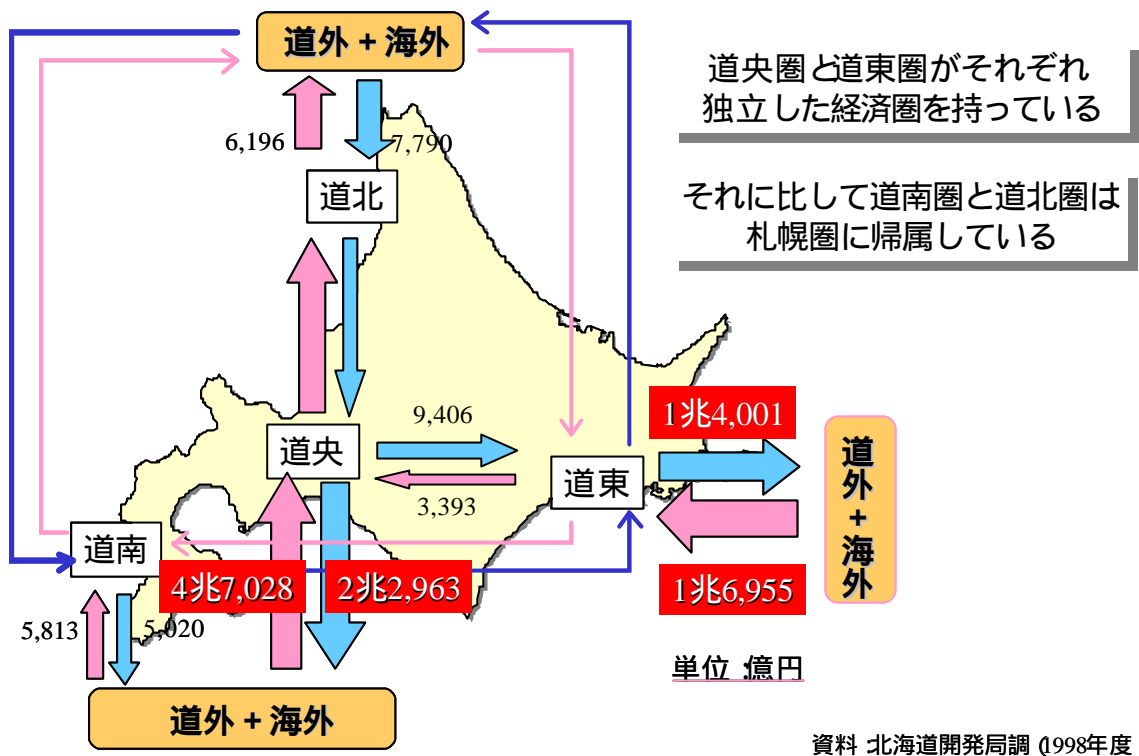 道外 + 海外
道央圏と道東圏がそれぞれ
独立した経済圏を持っている
6,196
7,790
道北
それに比して道南圏と道北圏は
札幌圏に帰属している
9,406
1兆4,001
道央
道東
3,393
道外 + 海外
道南
4兆7,028
2兆2,963
1兆6,955
5,813
5,020
単位 :億円
道外 + 海外
資料 :北海道開発局調 (1998年度